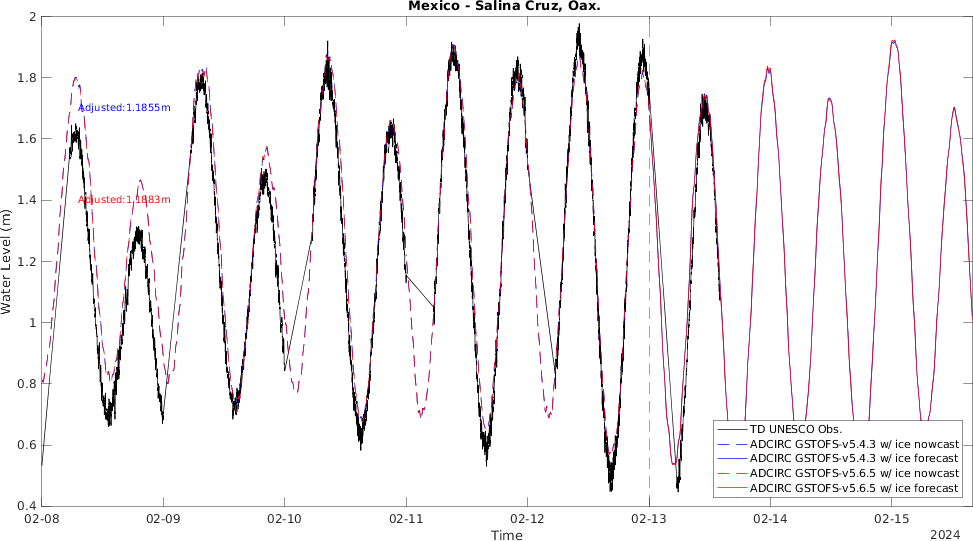 Mexico - Salina Cruz, Oax.
2
1.8
1.6
1.4
1.2
1
0.8
0.6
0.4
Water Level (m)
Adjusted:1.1855m
Adjusted:1.1883m
TD UNESCO Obs.
ADCIRC GSTOFS-v5.4.3 w/ ice nowcast
ADCIRC GSTOFS-v5.4.3 w/ ice forecast
ADCIRC GSTOFS-v5.6.5 w/ ice nowcast
ADCIRC GSTOFS-v5.6.5 w/ ice forecast
02-08 02-09 02-10 02-11 02-12 02-13 02-14 02-15
Time
2024